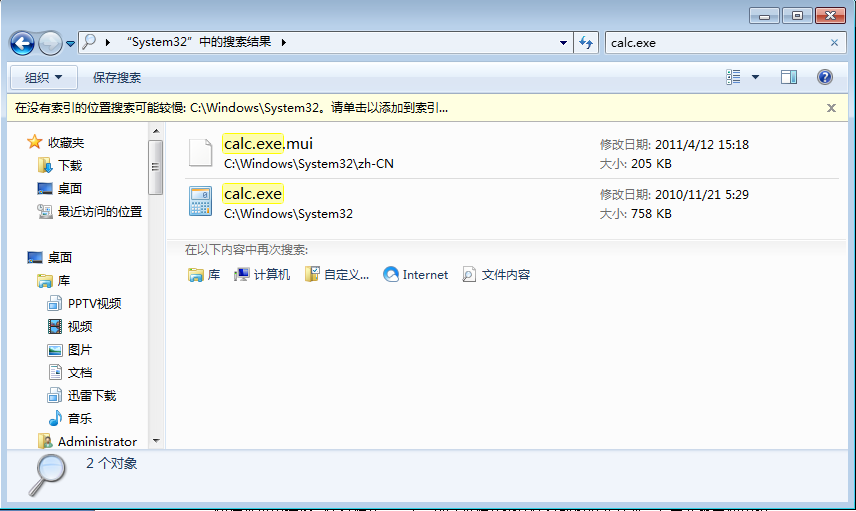 “System32”中的搜索结果
calc.exe
组织
保存搜索
在没有索引的位置搜索可能较慢: C:\Windows\System32。请单击以添加到索引...
收藏夹
下载
桌面
最近访问的位置
桌面
库
PPTV视频
视频
图片
文档
迅雷下载
音乐
Administrator
calc.exe.mui
C:\Windows\System32\zh-CN
修改日期: 2011/4/12 15:18
大小: 205 KB
calc.exe
C:\Windows\System32
修改日期: 2010/11/21 5:29
大小: 758 KB
在以下内容中再次搜索:
库 计算机 自定义... Internet 文件内容
2 个对象